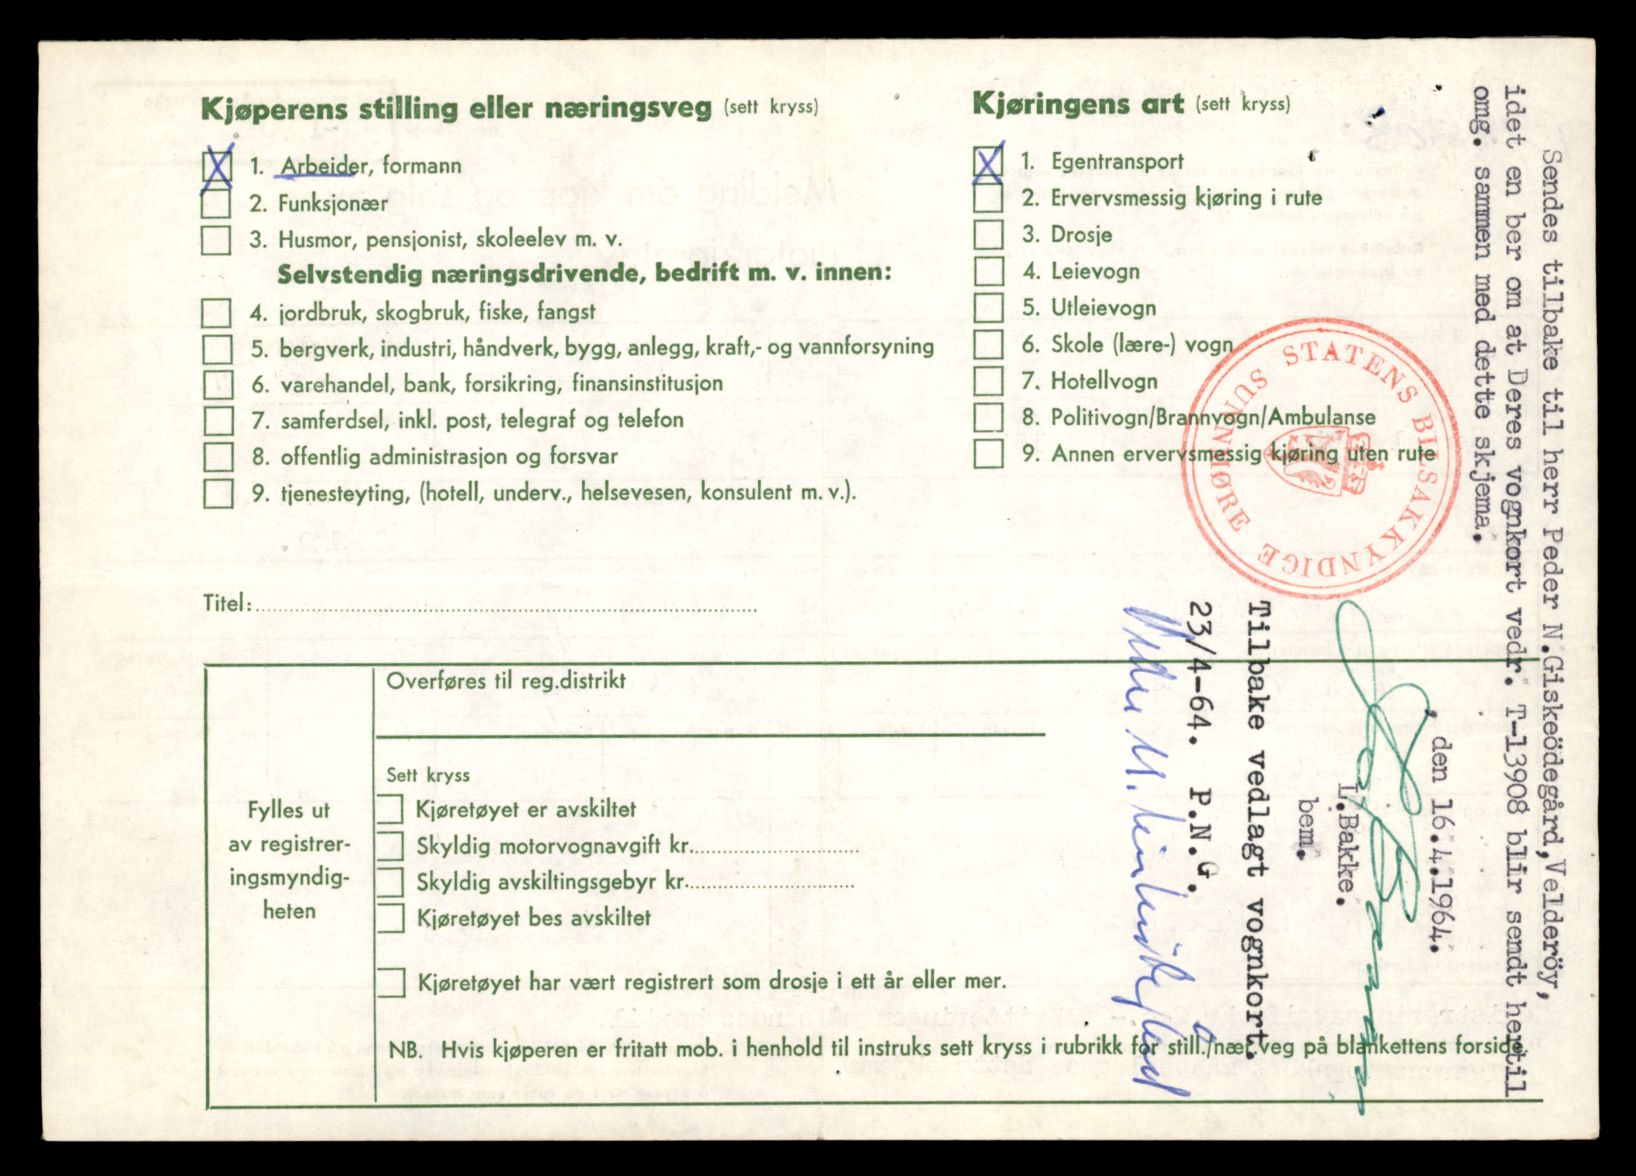 Kjøperens stilling eller næringsveg (sett kryss)
1. Arbeider, formann
2. Funksjonær
3. Husmor, pensjonist, skoleelev m. v.
Selvstendig næringsdrivende, bedrift m. v. innen:
4. jordbruk, skogbruk, fiske, fangst
5. bergverk, industri, håndverk, bygg, anlegg, kraft,- og vannforsyning
6. varehandel, bank, forsikring, finansinstitusjon
7. samferdsel, inkl. post, telegraf og telefon
8. offentlig administrasjon og forsvar
9. tjenesteyting, (hotell, underv., helsevesen, konsulent m. v.).
Kjøringens art (sett kryss)
1. Egentransport
2. Ervervsmessig kjøring i rute
3. Drosje
4. Leievogn
5. Utleievogn
6. Skole (lære-) vogn
7. Hotellvogn
8. Politivogn/Brannvogn/Ambulanse
9. Annen ervervsmessig kjøring uten rute
STATENS BILSAKKYNDIGE
Titel:
Fylles ut
av registrer-
ingsmyndig-
heten
Overføres til reg.distrikt
Sett kryss
Kjøretøyet er avskiltet
Skyldig motorvognavgift kr.
Skyldig avskiltingsgebyr kr.
Kjøretøyet bes avskiltet
Kjøretøyet har vært registrert som drosje i ett år eller mer.
NB. Hvis kjøperen er fritatt mob. i henhold til instruks sett kryss i rubrikk for still./nær.veg på blankettens forside.
Sendes tilbake til herr Peder N.Giskeödegård,Velderöy,
idet en ber om at Deres vognkort vedr. T-13908 blir sendt hertil
omg. sammen med dette skjema.
, den 16.4.1964.
L.Bakke.
bem.
Tilbake vedlagt vognkort.
23/4-64. P.N.G.